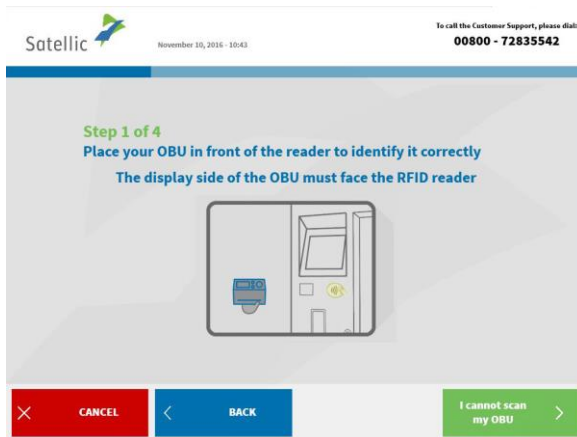 Satellic
November 10, 2016 - 10:43
To call the Customer Support, please dial:
00800 - 72835542
Step 1 of 4
Place your OBU in front of the reader to identify it correctly
The display side of the OBU must face the RFID reader
CANCEL
BACK
I cannot scan
my OBU